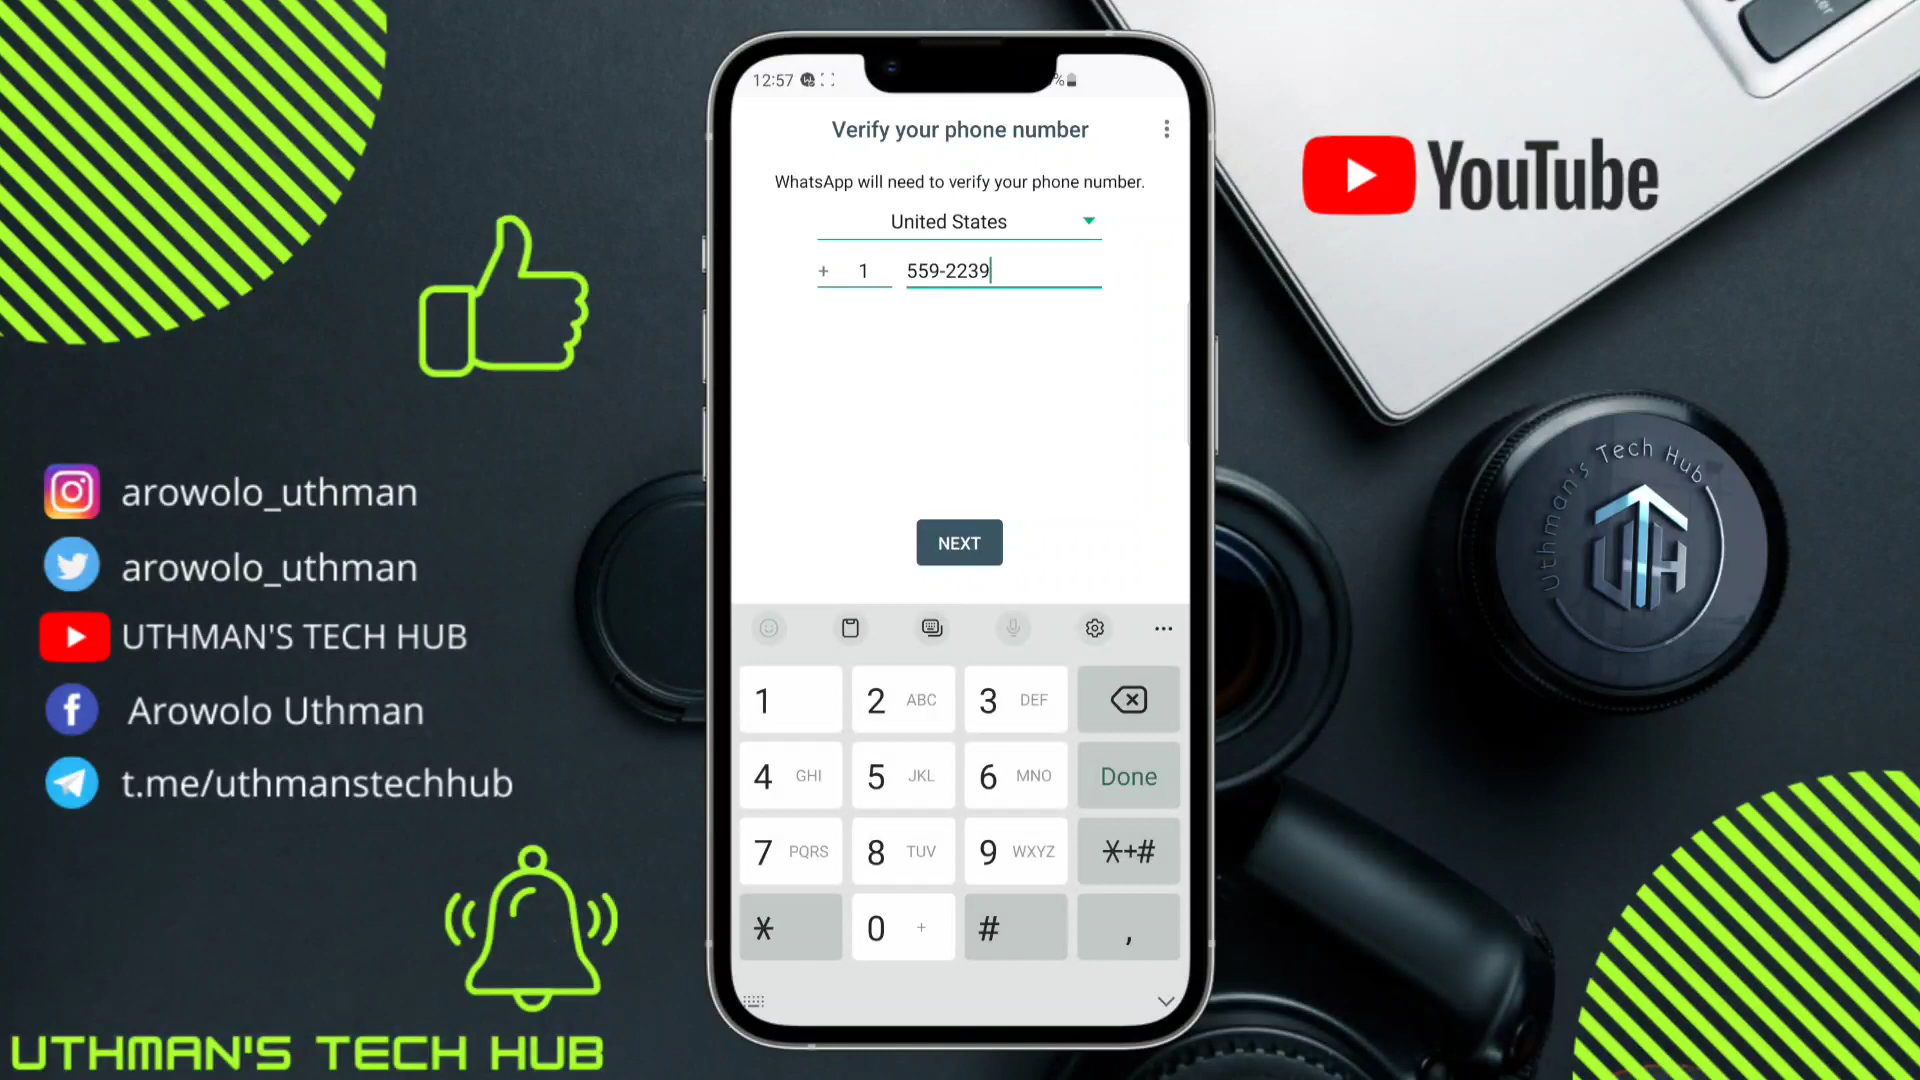 12:57
%
Verify your phone number
WhatsApp will need to verify your phone number.
United States
+ 1 559-2239
NEXT
1
2 ABC
3 DEF
4 GHI
5 JKL
6 MNO
Done
7 PQRS
8 TUV
9 WXYZ
*+#
*
0 +
#
,
YouTube
Uthman's Tech Hub
UTH
arowolo_uthman
arowolo_uthman
UTHMAN'S TECH HUB
Arowolo Uthman
t.me/uthmanstechhub
UTHMAN'S TECH HUB